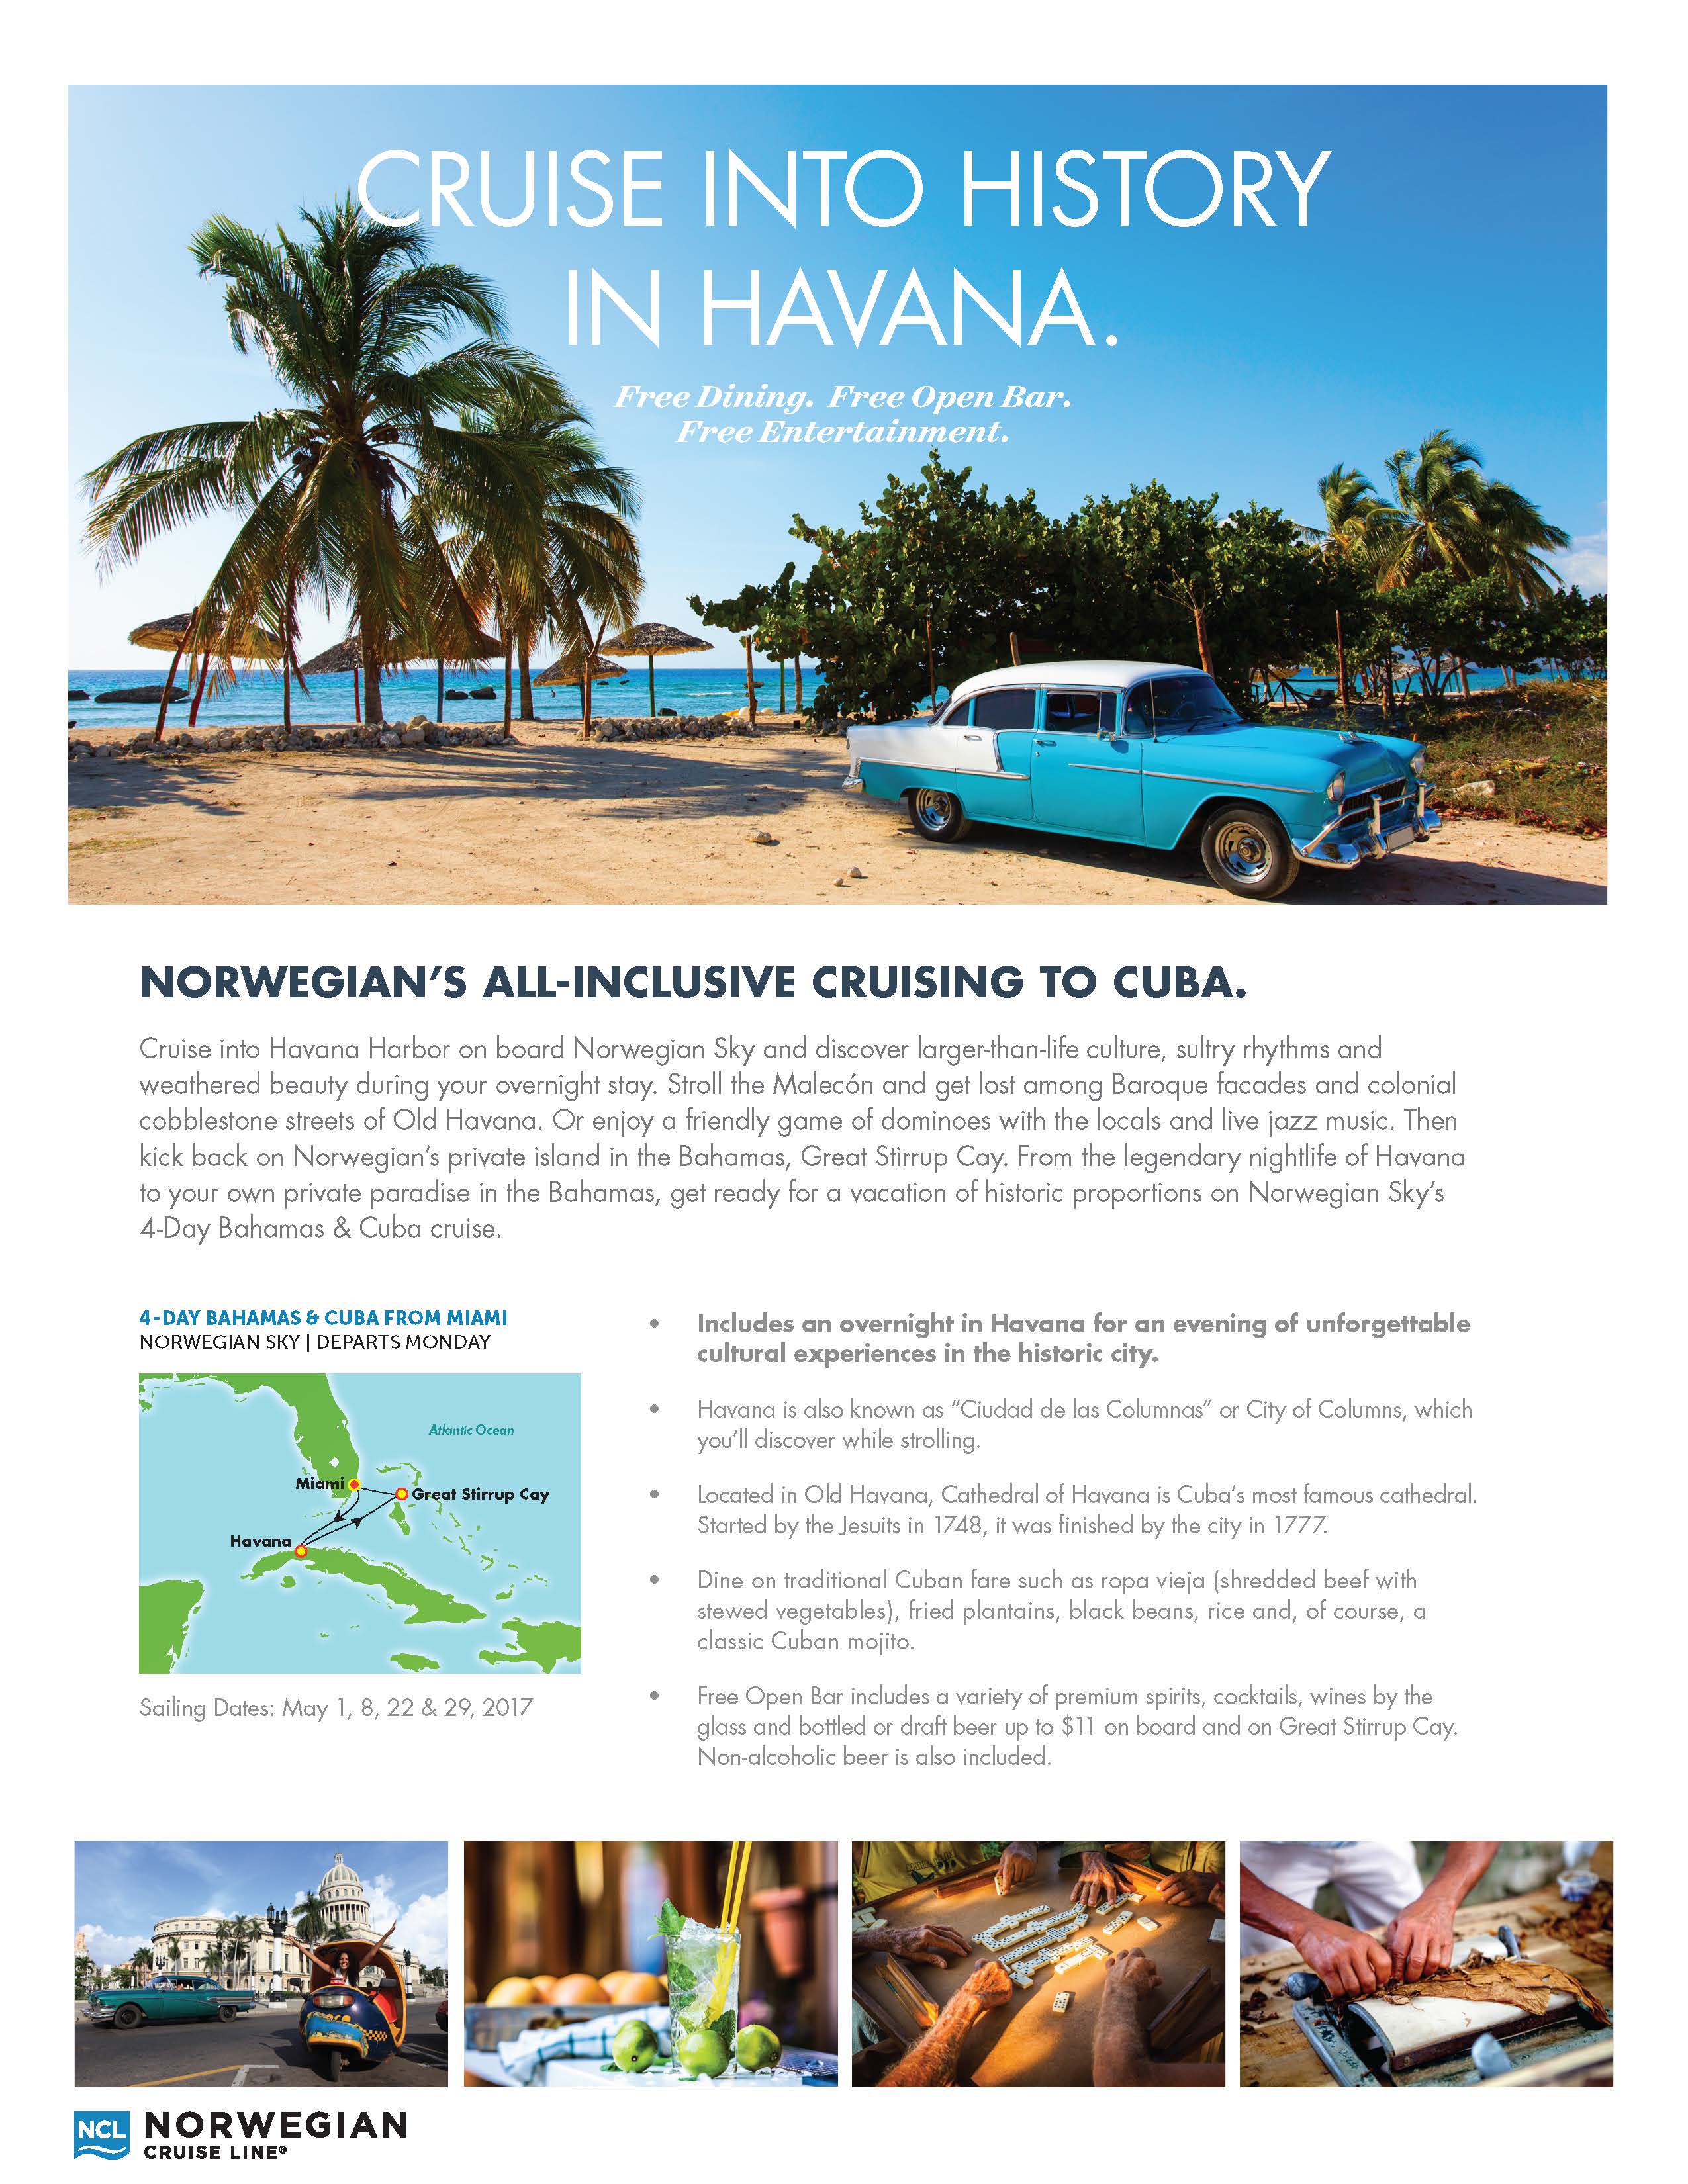 CRUISE INTO HISTORY
IN HAVANA.
Free Dining. Free Open Bar.
Free Entertainment.
NORWEGIAN’S ALL-INCLUSIVE CRUISING TO CUBA.
Cruise into Havana Harbor on board Norwegian Sky and discover larger-than-life culture, sultry rhythms and
weathered beauty during your overnight stay. Stroll the Malecón and get lost among Baroque facades and colonial
cobblestone streets of Old Havana. Or enjoy a friendly game of dominoes with the locals and live jazz music. Then
kick back on Norwegian’s private island in the Bahamas, Great Stirrup Cay. From the legendary nightlife of Havana
to your own private paradise in the Bahamas, get ready for a vacation of historic proportions on Norwegian Sky’s
4-Day Bahamas & Cuba cruise.
4-DAY BAHAMAS & CUBA FROM MIAMI
NORWEGIAN SKY | DEPARTS MONDAY
Atlantic Ocean
Miami
Great Stirrup Cay
Havana
Sailing Dates: May 1, 8, 22 & 29, 2017
• Includes an overnight in Havana for an evening of unforgettable
cultural experiences in the historic city.
• Havana is also known as “Ciudad de las Columnas” or City of Columns, which
you’ll discover while strolling.
• Located in Old Havana, Cathedral of Havana is Cuba’s most famous cathedral.
Started by the Jesuits in 1748, it was finished by the city in 1777.
• Dine on traditional Cuban fare such as ropa vieja (shredded beef with
stewed vegetables), fried plantains, black beans, rice and, of course, a
classic Cuban mojito.
• Free Open Bar includes a variety of premium spirits, cocktails, wines by the
glass and bottled or draft beer up to $11 on board and on Great Stirrup Cay.
Non-alcoholic beer is also included.
NCL
NORWEGIAN
CRUISE LINE®